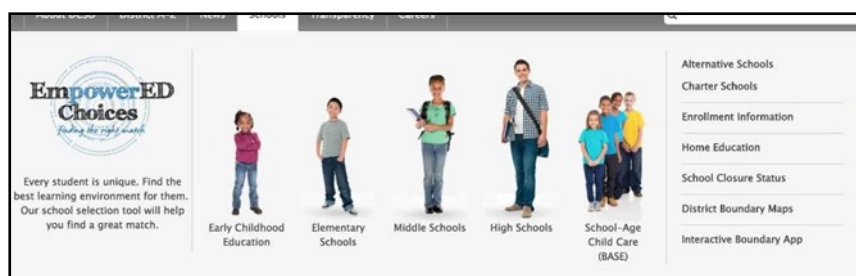 About DCSD District A-Z News Schools Transparency Careers
EmpowerED
Choices
Finding the right match
Every student is unique. Find the
best learning environment for them.
Our school selection tool will help
you find a great match.
Early Childhood
Education
Elementary
Schools
Middle Schools
High Schools
School-Age
Child Care
(BASE)
Alternative Schools
Charter Schools
Enrollment Information
Home Education
School Closure Status
District Boundary Maps
Interactive Boundary App